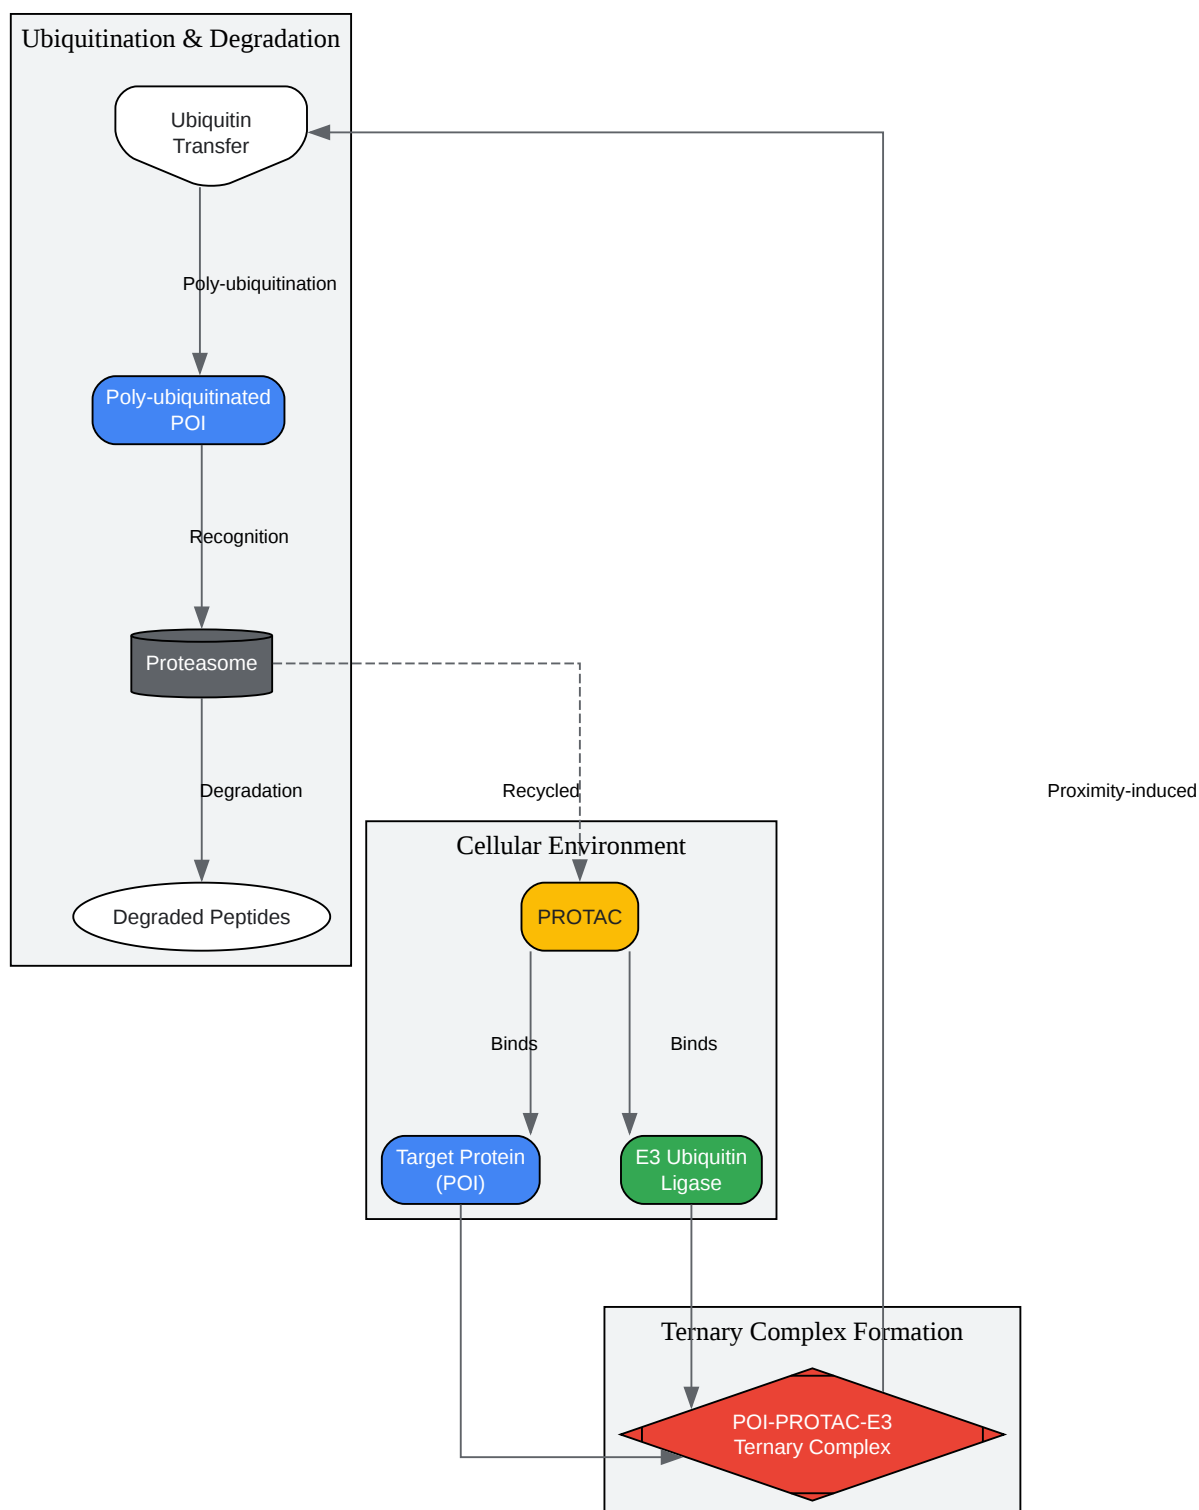 Ubiquitination & Degradation
Ubiquitin
Transfer
Poly-ubiquitination
Poly-ubiquitinated
POI
Recognition
Proteasome
Degradation
Recycled
Proximity-induced
Cellular Environment
Degraded Peptides
PROTAC
Binds
Binds
Target Protein
(POI)
E3 Ubiquitin
Ligase
Ternary Complex Formation
POI-PROTAC-E3
Ternary Complex